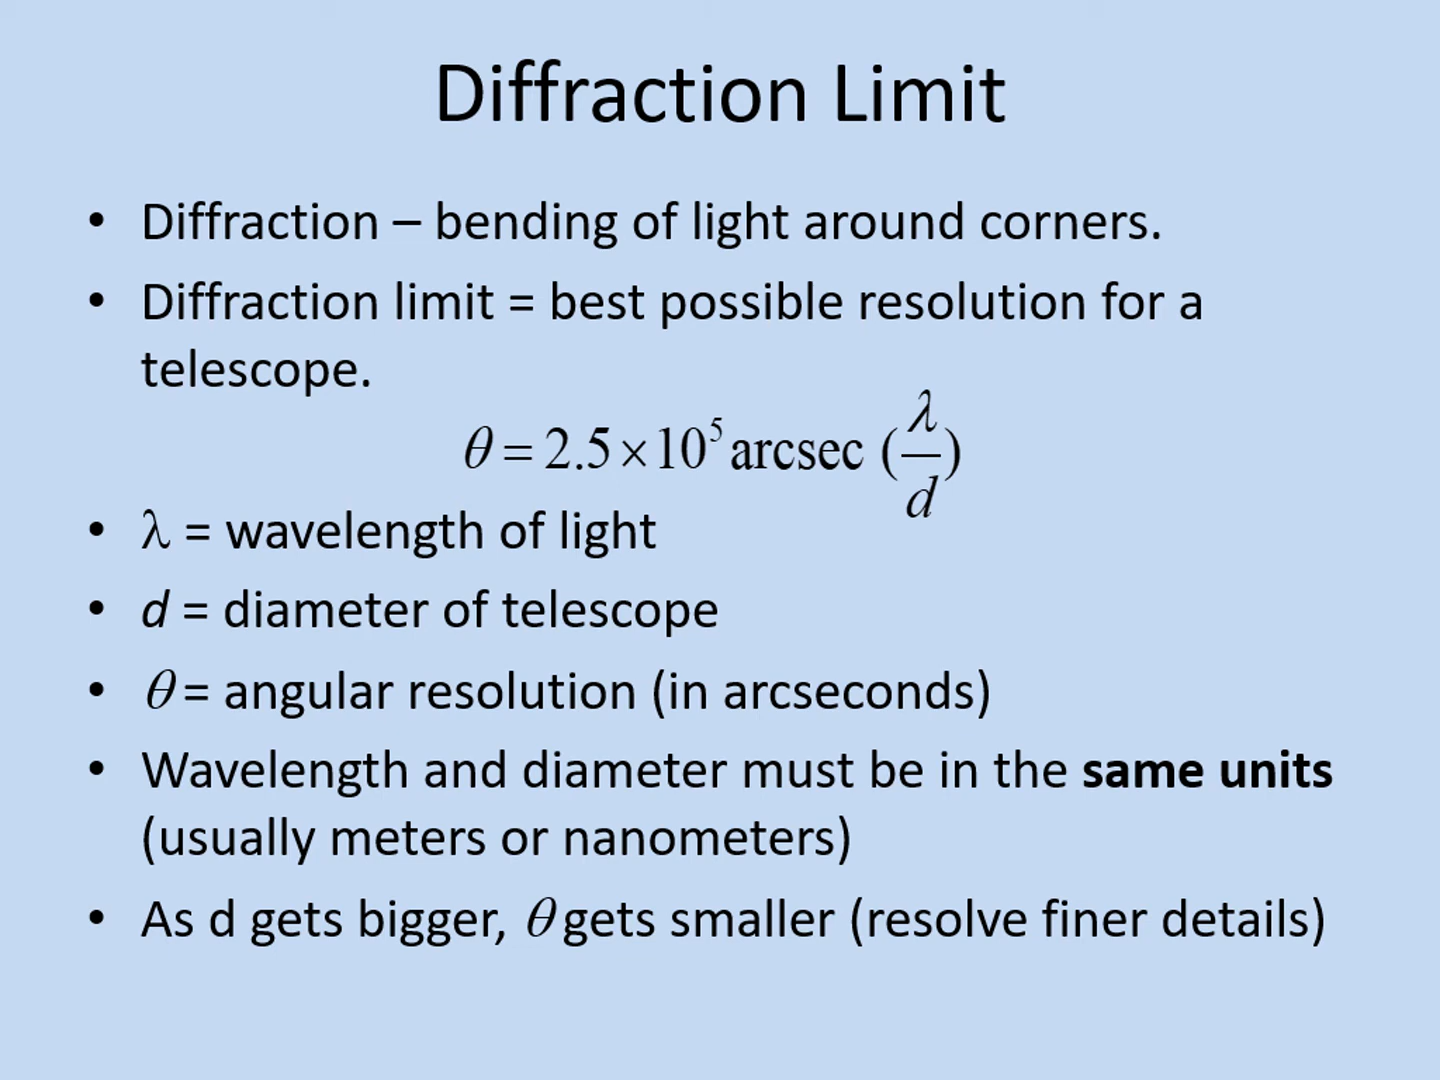 Diffraction Limit
• Diffraction – bending of light around corners.
• Diffraction limit = best possible resolution for a
telescope.
θ = 2.5 × 10⁵ arcsec (λ/d)
• λ = wavelength of light
• d = diameter of telescope
• θ = angular resolution (in arcseconds)
• Wavelength and diameter must be in the same units
(usually meters or nanometers)
• As d gets bigger, θ gets smaller (resolve finer details)